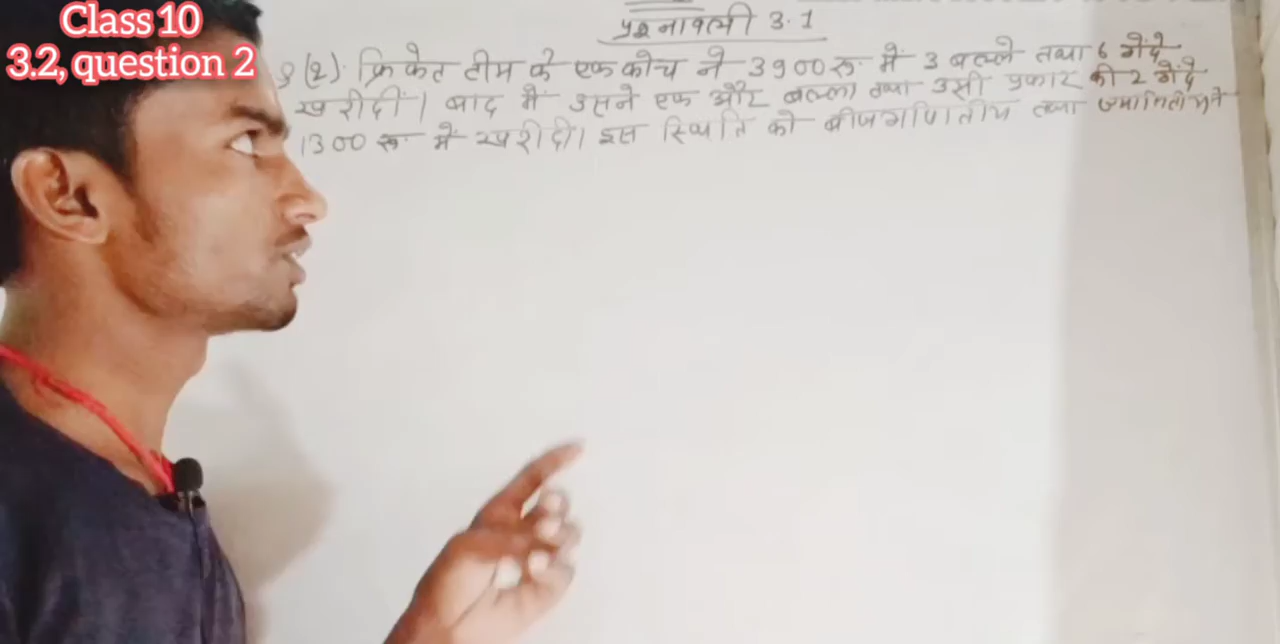 Class 10
3.2, question 2
प्रश्नावली 3.1
Q (2). क्रिकेट टीम के एक कोच ने 3900 रू. में 3 बल्ले तथा 6 गेंदे
खरीदीं। बाद में उसने एक और बल्ला तथा उसी प्रकार की 2 गेंदे
1300 रू. में खरीदी। इस स्थिति को बीजगणितीय तथा ज्यामितीयने